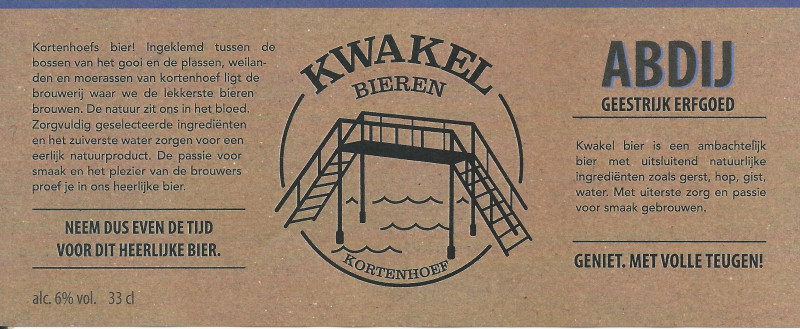 Kortenhoefs bier! Ingeklemd tussen de
bossen van het gooi en de plassen, weilan-
den en moerassen van kortenhoef ligt de
brouwerij waar we de lekkerste bieren
brouwen. De natuur zit ons in het bloed.
Zorgvuldig geselecteerde ingrediënten
en het zuiverste water zorgen voor een
eerlijk natuurproduct. De passie voor
smaak en het plezier van de brouwers
proef je in ons heerlijke bier.
NEEM DUS EVEN DE TIJD
VOOR DIT HEERLIJKE BIER.
alc. 6% vol. 33 cl
KWAKEL
BIEREN
KORTENHOEF
ABDIJ
GEESTRIJK ERFGOED
Kwakel bier is een ambachtelijk
bier met uitsluitend natuurlijke
ingrediënten zoals gerst, hop, gist,
water. Met uiterste zorg en passie
voor smaak gebrouwen.
GENIET. MET VOLLE TEUGEN!